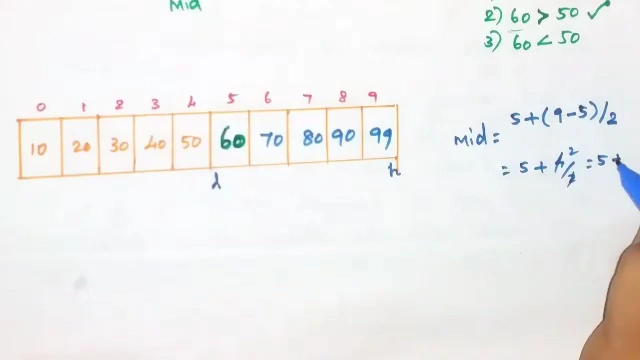 Mid
2) 60 > 50 ✓
3) 60 < 50
0 1 2 3 4 5 6 7 8 9
10 20 30 40 50 60 70 80 90 99
l h
mid = 5 + (9 - 5) / 2
= 5 + 4/2 2 = 5 +